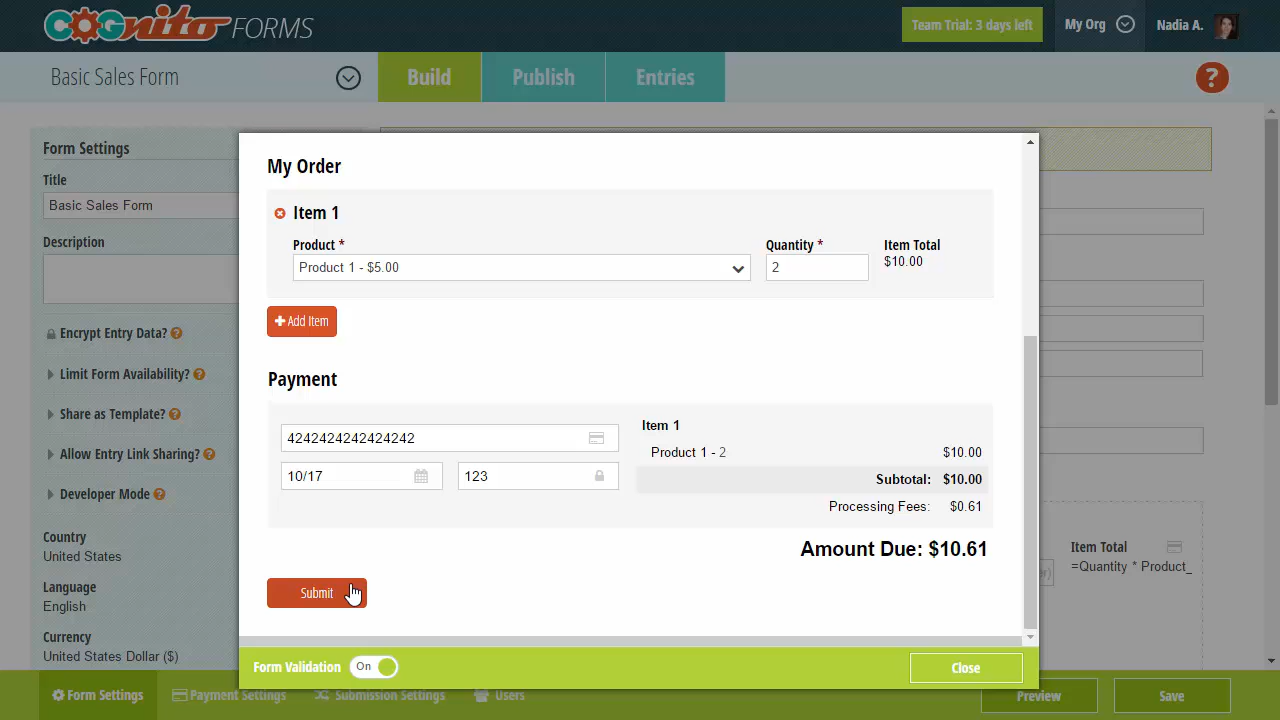 COGnito FORMS
Team Trial: 3 days left
My Org
Nadia A.
Basic Sales Form
Build
Publish
Entries
?
Form Settings
Title
Basic Sales Form
Description
Encrypt Entry Data? ?
Limit Form Availability? ?
Share as Template? ?
Allow Entry Link Sharing? ?
Developer Mode ?
Country
United States
Language
English
Currency
United States Dollar ($)
My Order
Item 1
Product *
Quantity *
Item Total
Product 1 - $5.00
2
$10.00
+ Add Item
Payment
4242424242424242
10/17
123
Item 1
Product 1 - 2 $10.00
Subtotal: $10.00
Processing Fees: $0.61
Amount Due: $10.61
Submit
Item Total
=Quantity * Product_
Form Validation On
Close
Form Settings
Payment Settings
Submission Settings
Users
Preview
Save